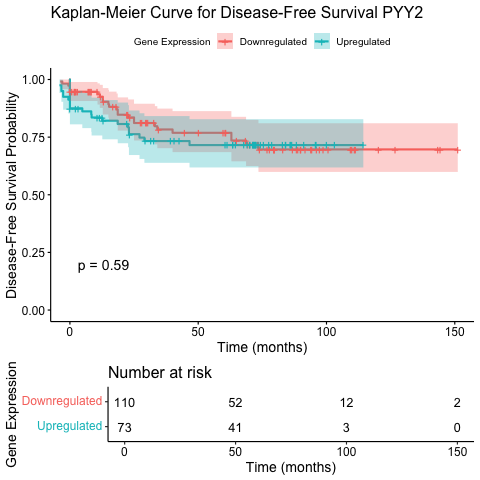 Kaplan-Meier Curve for Disease-Free Survival PYY2
Gene Expression Downregulated Upregulated
Disease-Free Survival Probability
1.00
0.75
0.50
0.25
0.00
p = 0.59
0 50 100 150
Time (months)
Number at risk
Gene Expression
Downregulated 110 52 12 2
Upregulated 73 41 3 0
0 50 100 150
Time (months)